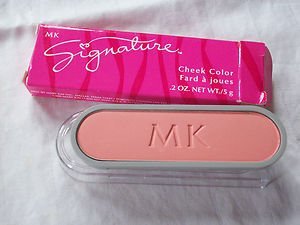 MK
Signature
Cheek Color
Fard à joues
.2 OZ. NET WT./5 g
MK